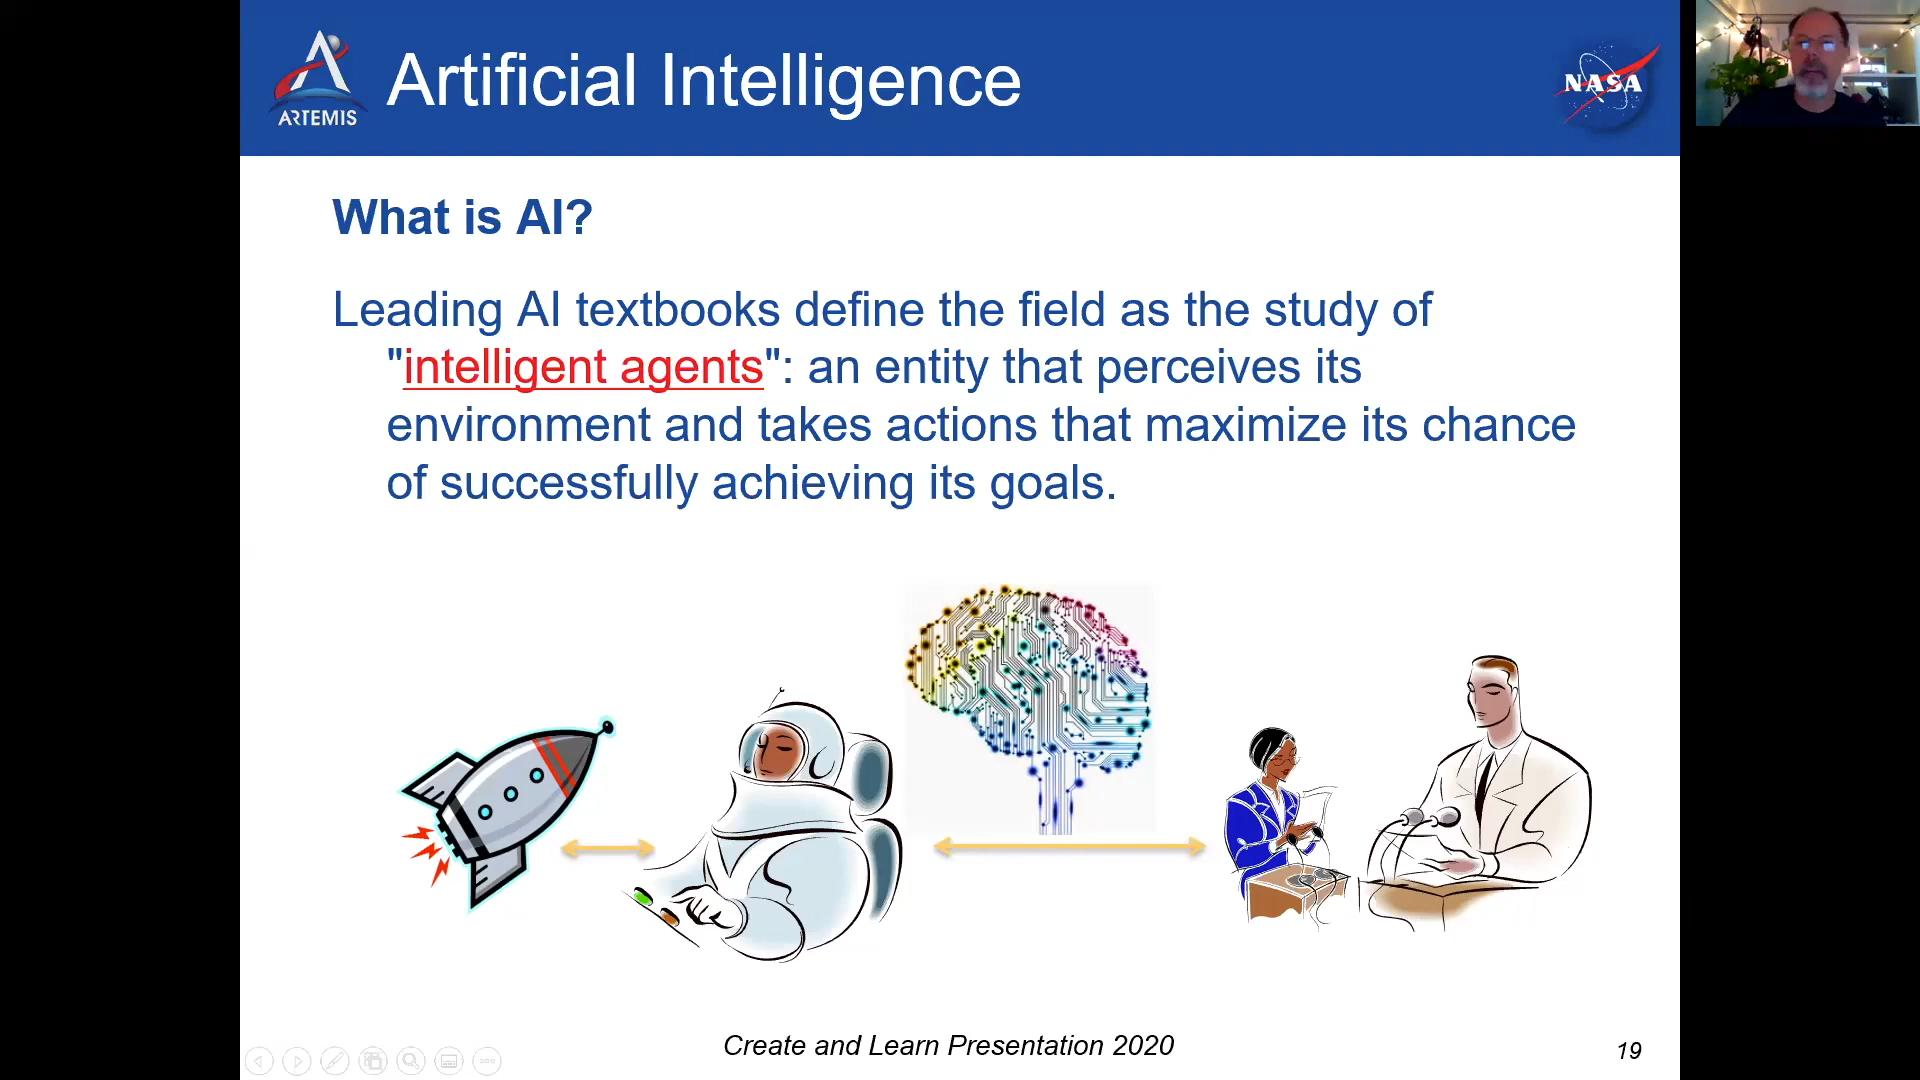 Artificial Intelligence
ARTEMIS
NASA
What is AI?
Leading AI textbooks define the field as the study of
"intelligent agents": an entity that perceives its
environment and takes actions that maximize its chance
of successfully achieving its goals.
Create and Learn Presentation 2020
19